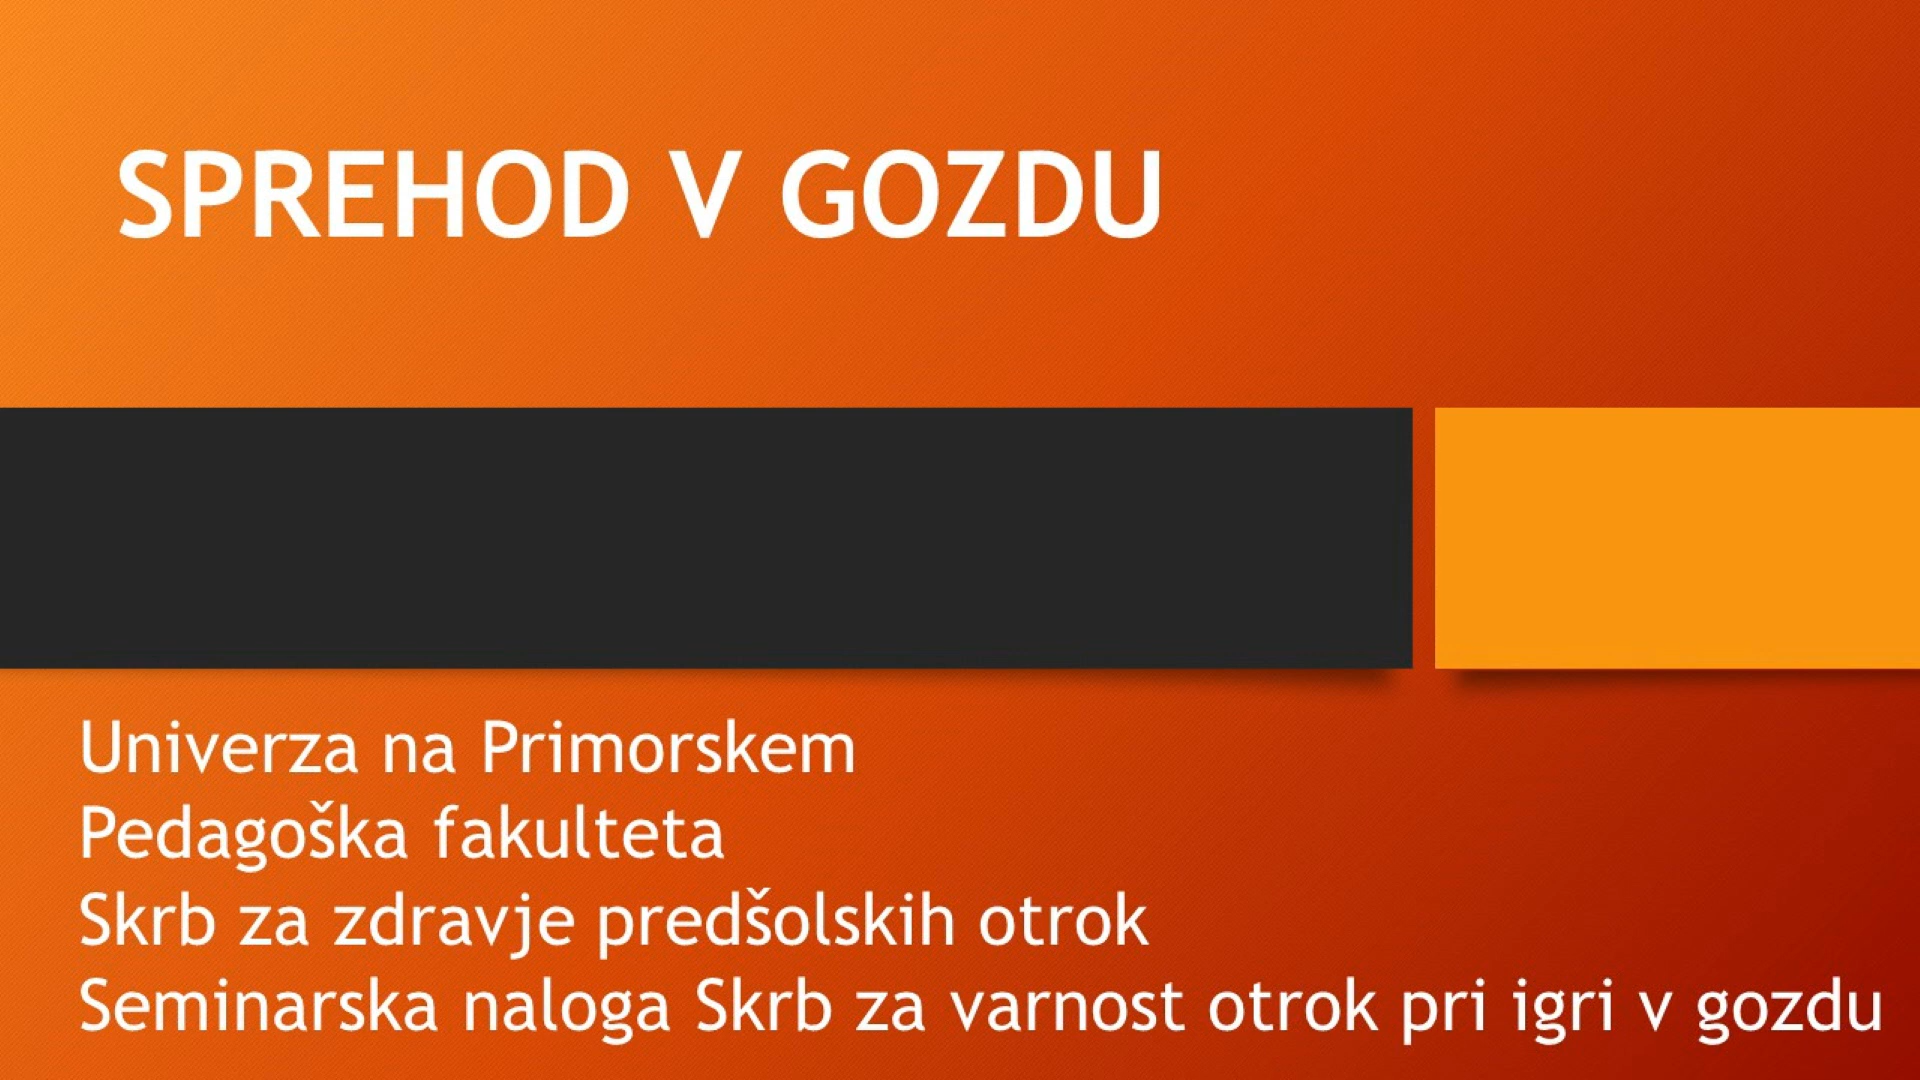 SPREHOD V GOZDU
Univerza na Primorskem
Pedagoška fakulteta
Skrb za zdravje predšolskih otrok
Seminarska naloga Skrb za varnost otrok pri igri v gozdu